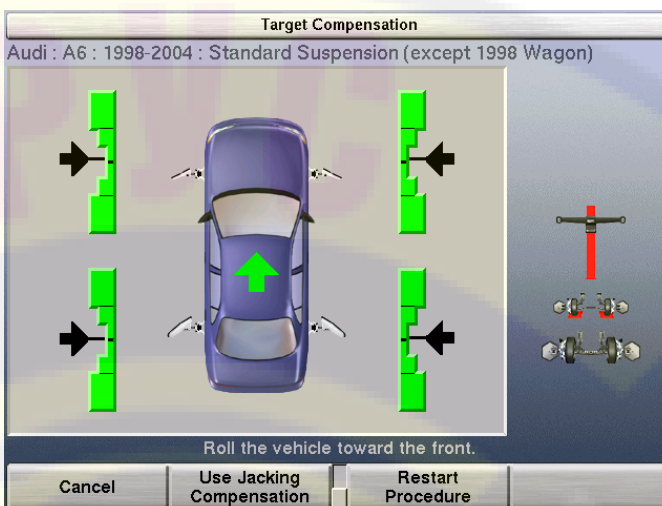 Target Compensation
Audi : A6 : 1998-2004 : Standard Suspension (except 1998 Wagon)
Roll the vehicle toward the front.
Cancel
Use Jacking
Compensation
Restart
Procedure